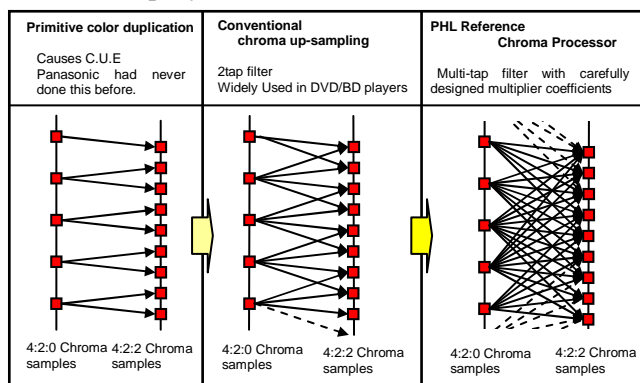 Primitive color duplication
Causes C.U.E
Panasonic had never
done this before.
Conventional
chroma up-sampling
2tap filter
Widely Used in DVD/BD players
PHL Reference
Chroma Processor
Multi-tap filter with carefully
designed multiplier coefficients
4:2:0 Chroma
samples
4:2:2 Chroma
samples
4:2:0 Chroma
samples
4:2:2 Chroma
samples
4:2:0 Chroma
samples
4:2:2 Chroma
samples